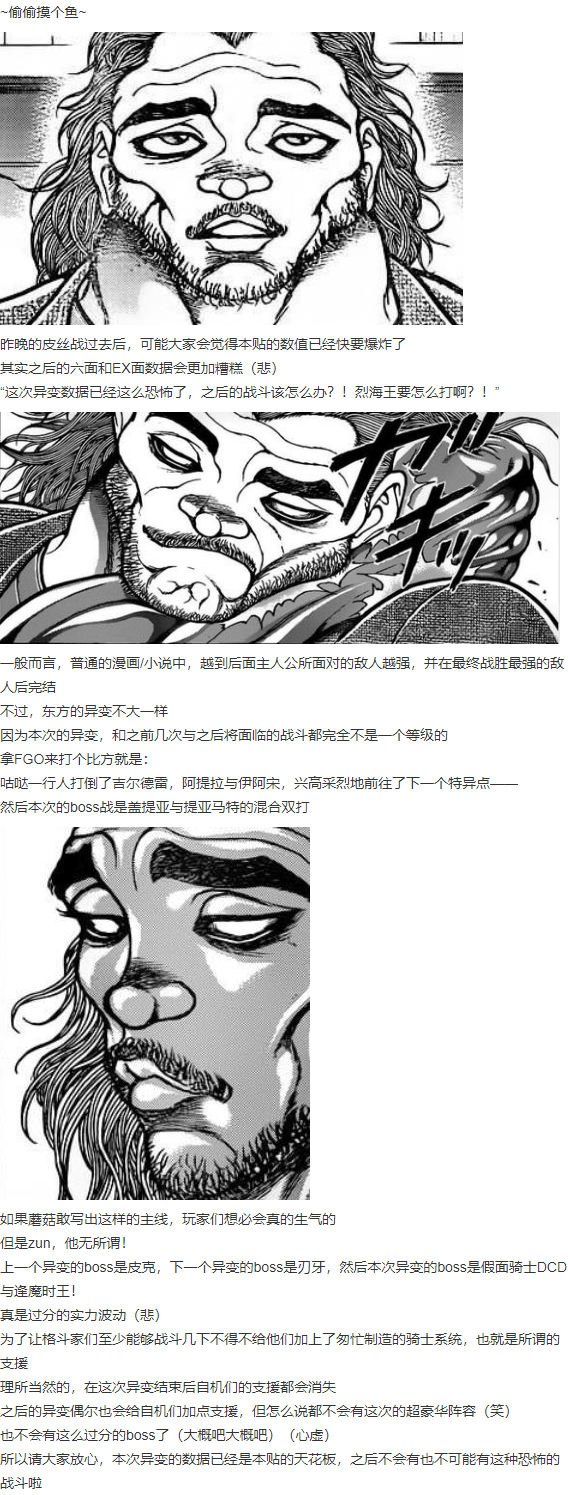 ~偷偷摸个鱼~
昨晚的皮丝战过去后，可能大家会觉得本贴的数值已经快要爆炸了
其实之后的六面和EX面数据会更加糟糕（悲）
“这次异变数据已经这么恐怖了，之后的战斗该怎么办？！烈海王要怎么打啊？！”
ガッ
ギッ
一般而言，普通的漫画/小说中，越到后面主人公所面对的敌人越强，并在最终战胜最强的敌
人后完结
不过，东方的异变不大一样
因为本次的异变，和之前几次与之后将面临的战斗都完全不是一个等级的
拿FGO来打个比方就是：
咕哒一行人打倒了吉尔德雷，阿提拉与伊阿宋，兴高采烈地前往了下一个特异点——
然后本次的boss战是盖提亚与提亚马特的混合双打
如果蘑菇敢写出这样的主线，玩家们想必会真的生气的
但是zun，他无所谓！
上一个异变的boss是皮克，下一个异变的boss是刃牙，然后本次异变的boss是假面骑士DCD
与逢魔时王！
真是过分的实力波动（悲）
为了让格斗家们至少能够战斗几下不得不给他们加上了匆忙制造的骑士系统，也就是所谓的
支援
理所当然的，在这次异变结束后自机们的支援都会消失
之后的异变偶尔也会给自机们加点支援，但怎么说都不会有这次的超豪华阵容（笑）
也不会有这么过分的boss了（大概吧大概吧）（心虚）
所以请大家放心，本次异变的数据已经是本贴的天花板，之后不会有也不可能有这种恐怖的
战斗啦